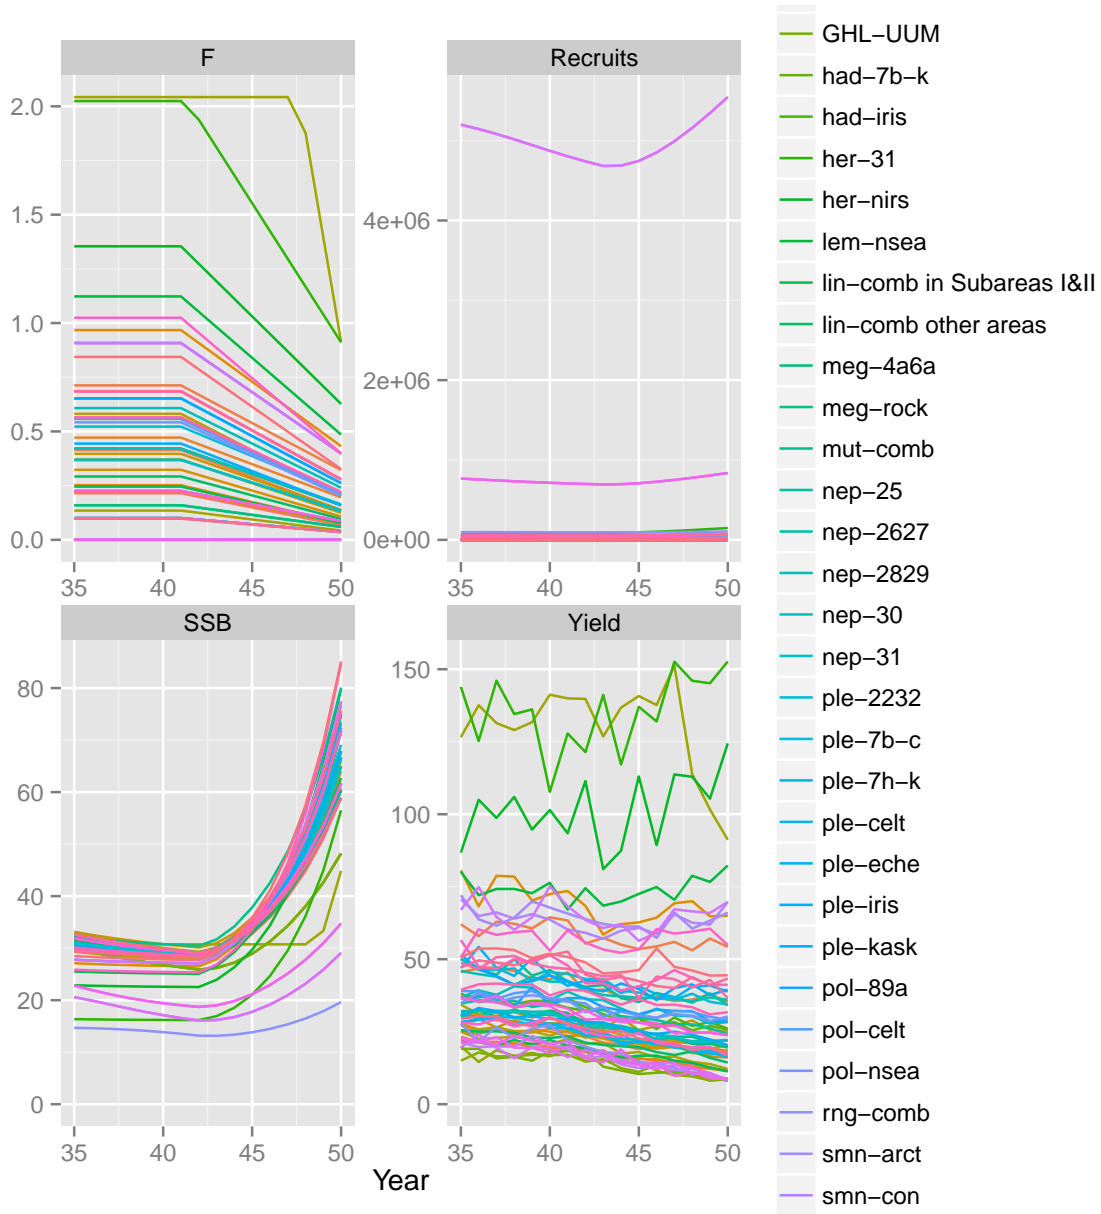 F
Recruits
2.0
1.5
1.0
0.5
0.0
4e+06
2e+06
0e+00
35 40 45 50
35 40 45 50
SSB
Yield
80
60
40
20
0
150
100
50
0
35 40 45 50
35 40 45 50
Year
GHL−UUM
had−7b−k
had−iris
her−31
her−nirs
lem−nsea
lin−comb in Subareas I&II
lin−comb other areas
meg−4a6a
meg−rock
mut−comb
nep−25
nep−2627
nep−2829
nep−30
nep−31
ple−2232
ple−7b−c
ple−7h−k
ple−celt
ple−eche
ple−iris
ple−kask
pol−89a
pol−celt
pol−nsea
rng−comb
smn−arct
smn−con